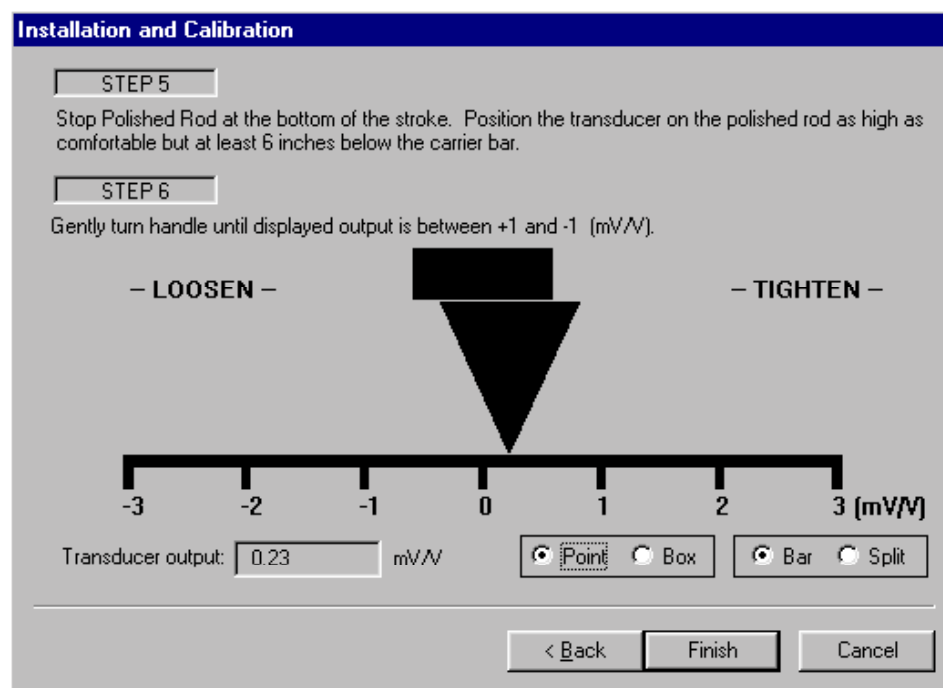 Installation and Calibration
STEP 5
Stop Polished Rod at the bottom of the stroke.  Position the transducer on the polished rod as high as
comfortable but at least 6 inches below the carrier bar.
STEP 6
Gently turn handle until displayed output is between +1 and -1  (mV/V).
– LOOSEN –
– TIGHTEN –
-3 -2 -1 0 1 2 3 (mV/V)
Transducer output: 0.23 mV/V Point Box Bar Split
< Back Finish Cancel